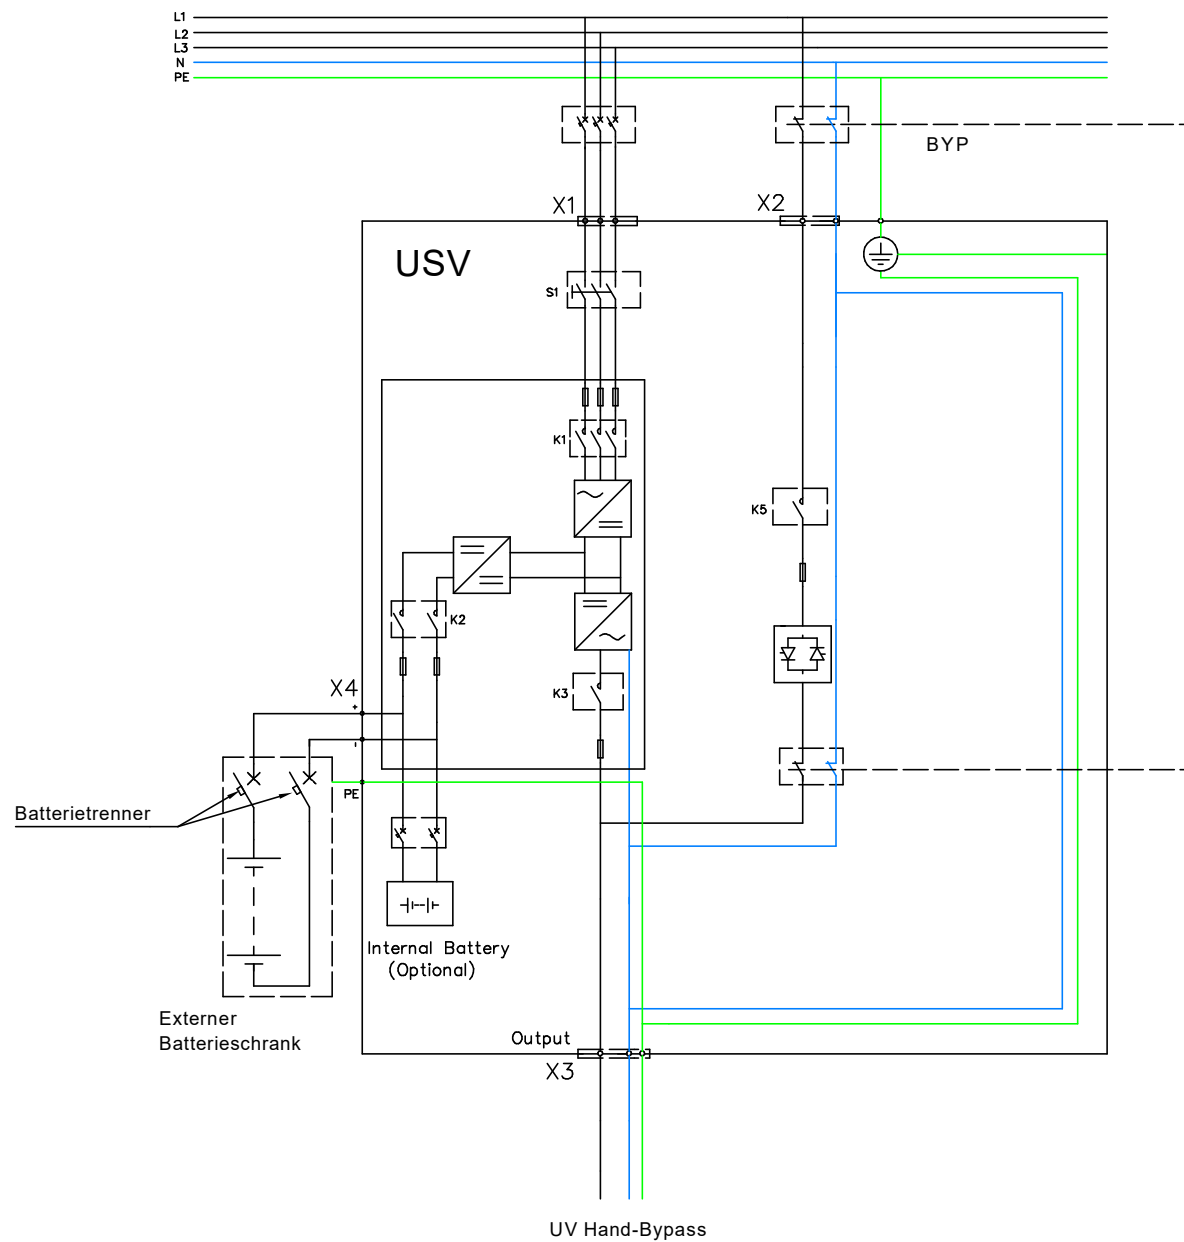 L1
L2
L3
N
PE
BYP
X1
X2
USV
S1
K1
K5
K2
K3
X4
+
-
PE
Batterietrenner
Internal Battery
(Optional)
Externer
Batterieschrank
Output
X3
UV Hand-Bypass